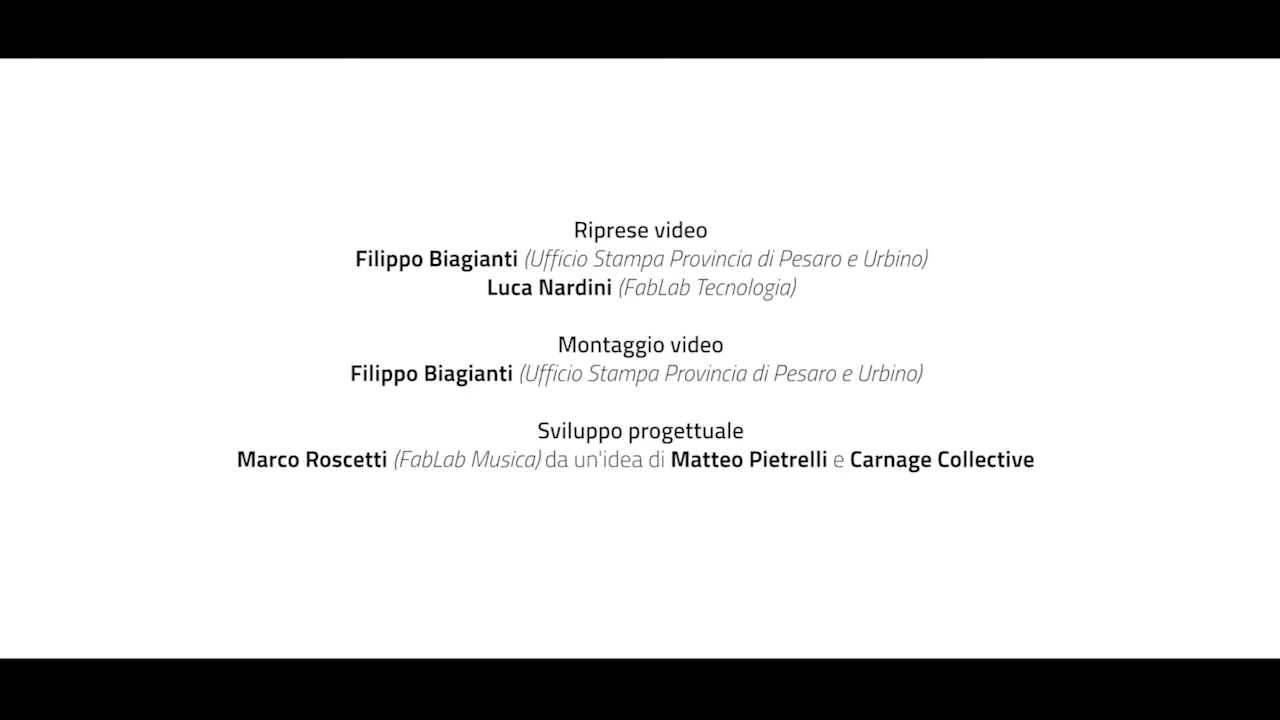 Riprese video
Filippo Biagianti (Ufficio Stampa Provincia di Pesaro e Urbino)
Luca Nardini (FabLab Tecnologia)
Montaggio video
Filippo Biagianti (Ufficio Stampa Provincia di Pesaro e Urbino)
Sviluppo progettuale
Marco Roscetti (FabLab Musica) da un'idea di Matteo Pietrelli e Carnage Collective